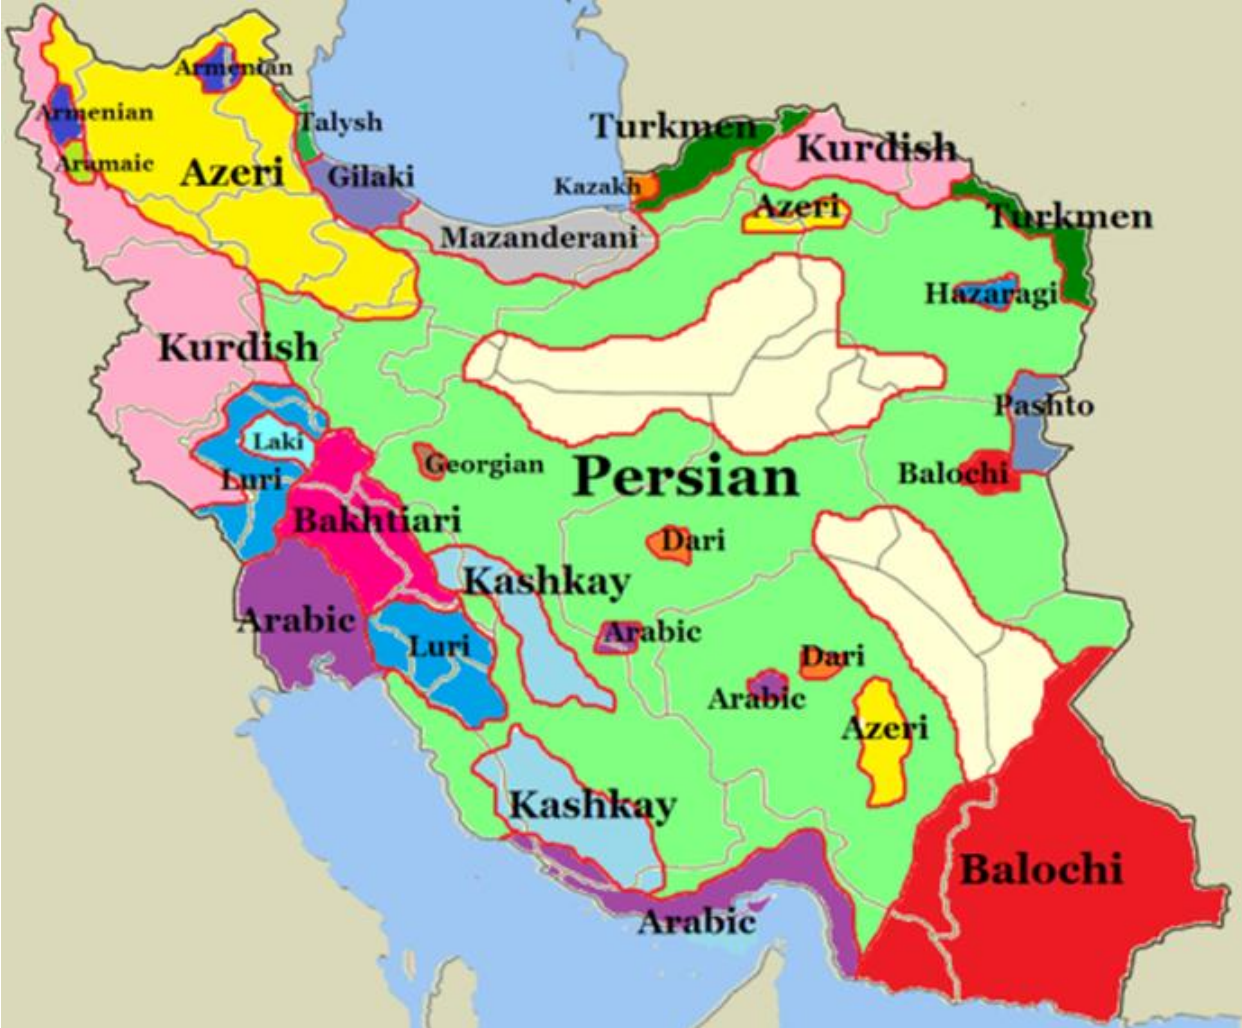 Armenian
Armenian
Talysh
Turkmen
Kurdish
Aramaic
Azeri
Gilaki
Kazakh
Azeri
Turkmen
Mazanderani
Hazaragi
Kurdish
Pashto
Laki
Georgian
Persian
Balochi
Luri
Bakhtiari
Dari
Kashkay
Arabic
Arabic
Luri
Dari
Arabic
Azeri
Kashkay
Balochi
Arabic